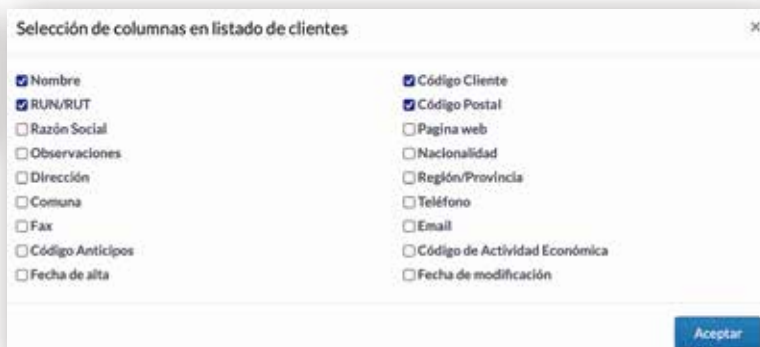 Selección de columnas en listado de clientes ×
Nombre
RUN/RUT
Razón Social
Observaciones
Dirección
Comuna
Fax
Código Anticipos
Fecha de alta
Código Cliente
Código Postal
Pagina web
Nacionalidad
Región/Provincia
Teléfono
Email
Código de Actividad Económica
Fecha de modificación
Aceptar